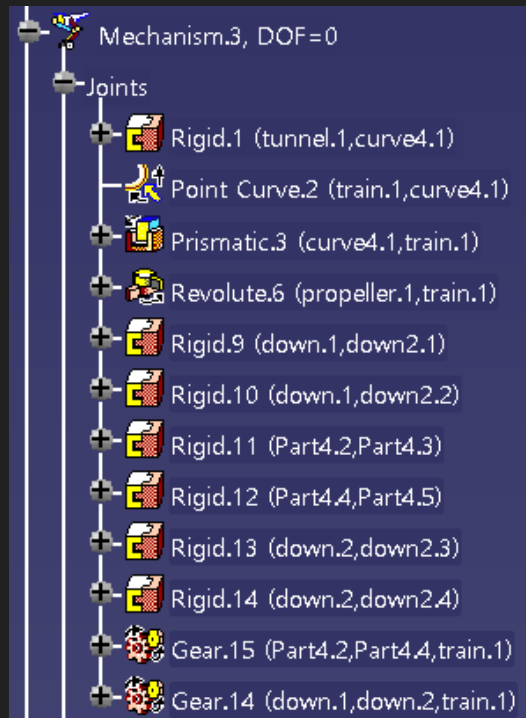 Mechanism.3, DOF=0
Joints
Rigid.1 (tunnel.1,curve4.1)
Point Curve.2 (train.1,curve4.1)
Prismatic.3 (curve4.1,train.1)
Revolute.6 (propeller.1,train.1)
Rigid.9 (down.1,down2.1)
Rigid.10 (down.1,down2.2)
Rigid.11 (Part4.2,Part4.3)
Rigid.12 (Part4.4,Part4.5)
Rigid.13 (down.2,down2.3)
Rigid.14 (down.2,down2.4)
Gear.15 (Part4.2,Part4.4,train.1)
Gear.14 (down.1,down.2,train.1)